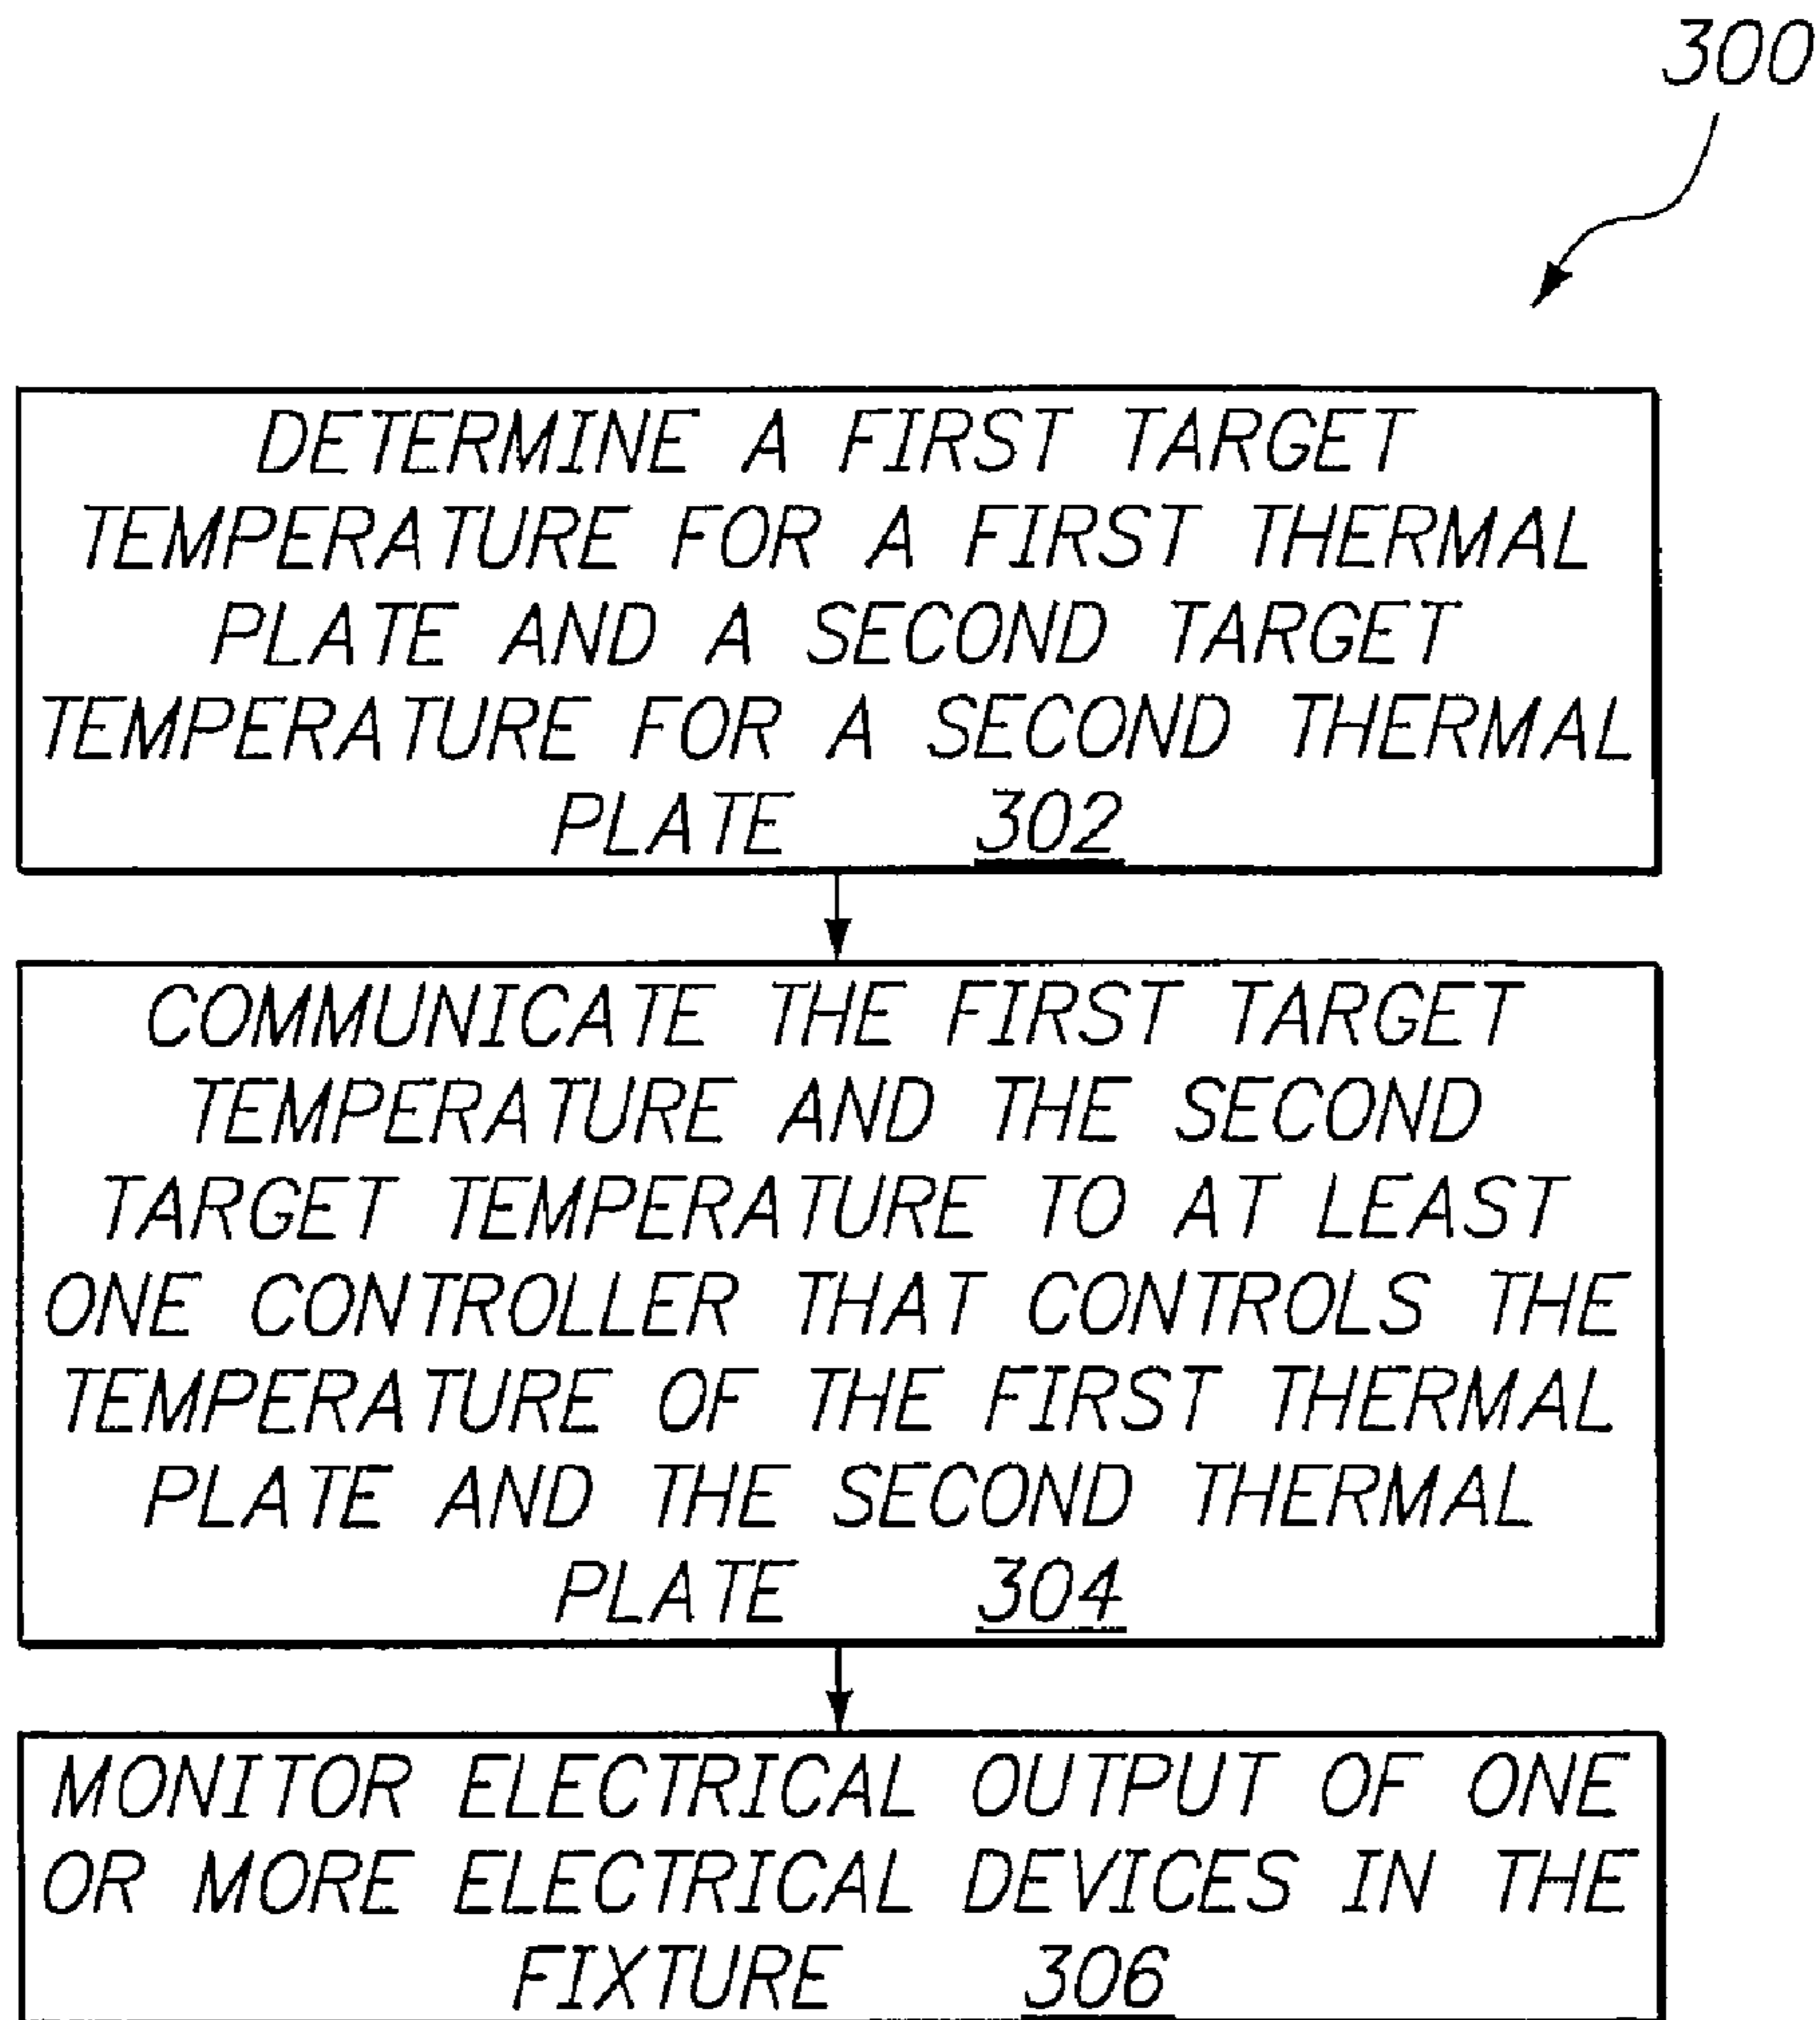 300
DETERMINE A FIRST TARGET
TEMPERATURE FOR A FIRST THERMAL
PLATE AND A SECOND TARGET
TEMPERATURE FOR A SECOND THERMAL
PLATE 302
COMMUNICATE THE FIRST TARGET
TEMPERATURE AND THE SECOND
TARGET TEMPERATURE TO AT LEAST
ONE CONTROLLER THAT CONTROLS THE
TEMPERATURE OF THE FIRST THERMAL
PLATE AND THE SECOND THERMAL
PLATE 304
MONITOR ELECTRICAL OUTPUT OF ONE
OR MORE ELECTRICAL DEVICES IN THE
FIXTURE 306